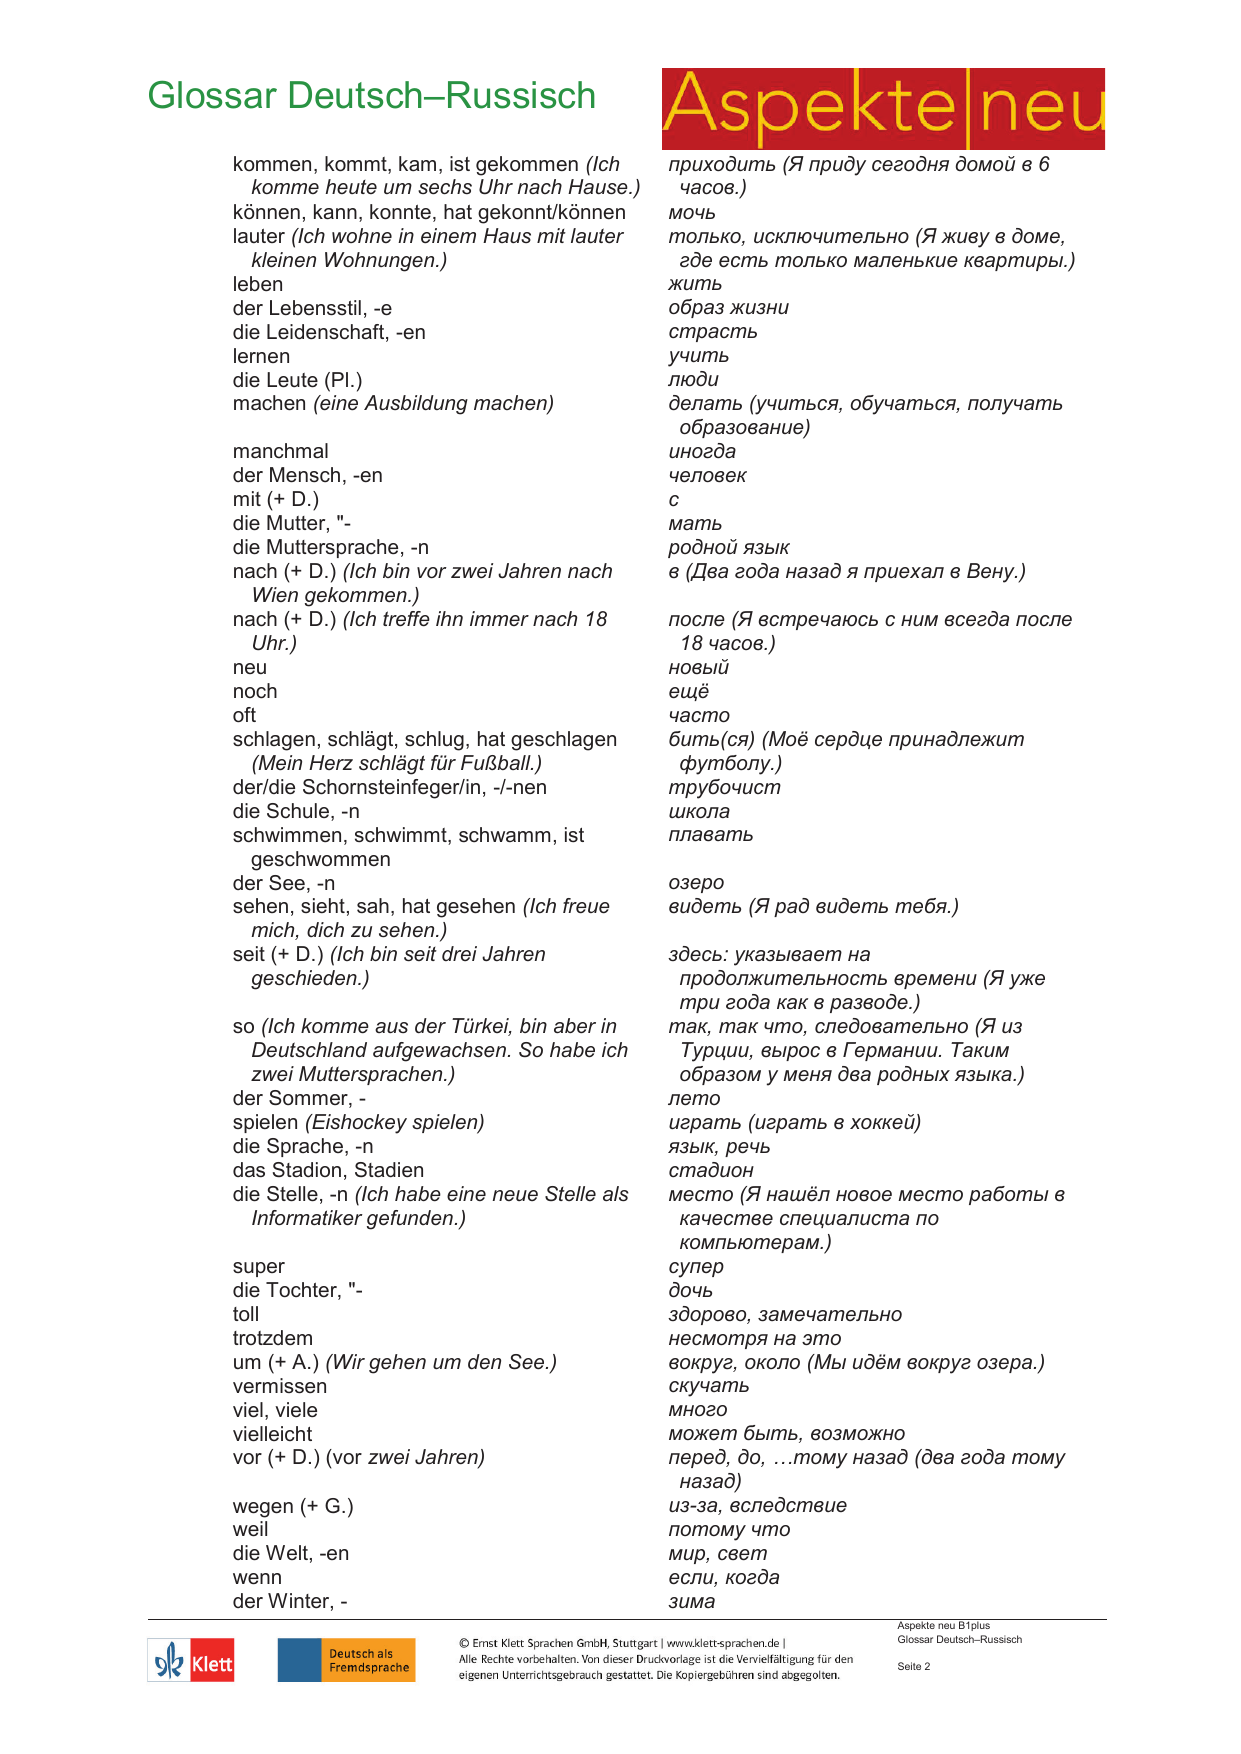 Glossar Deutsch–Russisch
Aspekte|neu
kommen, kommt, kam, ist gekommen (Ich
komme heute um sechs Uhr nach Hause.)
приходить (Я приду сегодня домой в 6
часов.)
können, kann, konnte, hat gekonnt/können
мочь
lauter (Ich wohne in einem Haus mit lauter
kleinen Wohnungen.)
только, исключительно (Я живу в доме,
где есть только маленькие квартиры.)
leben
жить
der Lebensstil, -e
образ жизни
die Leidenschaft, -en
страсть
lernen
учить
die Leute (Pl.)
люди
machen (eine Ausbildung machen)
делать (учиться, обучаться, получать
образование)
manchmal
иногда
der Mensch, -en
человек
mit (+ D.)
с
die Mutter, "-
мать
die Muttersprache, -n
родной язык
nach (+ D.) (Ich bin vor zwei Jahren nach
Wien gekommen.)
в (Два года назад я приехал в Вену.)
nach (+ D.) (Ich treffe ihn immer nach 18
Uhr.)
после (Я встречаюсь с ним всегда после
18 часов.)
neu
новый
noch
ещё
oft
часто
schlagen, schlägt, schlug, hat geschlagen
(Mein Herz schlägt für Fußball.)
бить(ся) (Моё сердце принадлежит
футболу.)
der/die Schornsteinfeger/in, -/-nen
трубочист
die Schule, -n
школа
schwimmen, schwimmt, schwamm, ist
geschwommen
плавать
der See, -n
озеро
sehen, sieht, sah, hat gesehen (Ich freue
mich, dich zu sehen.)
видеть (Я рад видеть тебя.)
seit (+ D.) (Ich bin seit drei Jahren
geschieden.)
здесь: указывает на
продолжительность времени (Я уже
три года как в разводе.)
so (Ich komme aus der Türkei, bin aber in
Deutschland aufgewachsen. So habe ich
zwei Muttersprachen.)
так, так что, следовательно (Я из
Турции, вырос в Германии. Таким
образом у меня два родных языка.)
der Sommer, -
лето
spielen (Eishockey spielen)
играть (играть в хоккей)
die Sprache, -n
язык, речь
das Stadion, Stadien
стадион
die Stelle, -n (Ich habe eine neue Stelle als
Informatiker gefunden.)
место (Я нашёл новое место работы в
качестве специалиста по
компьютерам.)
super
супер
die Tochter, "-
дочь
toll
здорово, замечательно
trotzdem
несмотря на это
um (+ A.) (Wir gehen um den See.)
вокруг, около (Мы идём вокруг озера.)
vermissen
скучать
viel, viele
много
vielleicht
может быть, возможно
vor (+ D.) (vor zwei Jahren)
перед, до, …тому назад (два года тому
назад)
wegen (+ G.)
из-за, вследствие
weil
потому что
die Welt, -en
мир, свет
wenn
если, когда
der Winter, -
зима
Klett
Deutsch als
Fremdsprache
© Ernst Klett Sprachen GmbH, Stuttgart | www.klett-sprachen.de |
Alle Rechte vorbehalten. Von dieser Druckvorlage ist die Vervielfältigung für den
eigenen Unterrichtsgebrauch gestattet. Die Kopiergebühren sind abgegolten.
Aspekte neu B1plus
Glossar Deutsch–Russisch
Seite 2